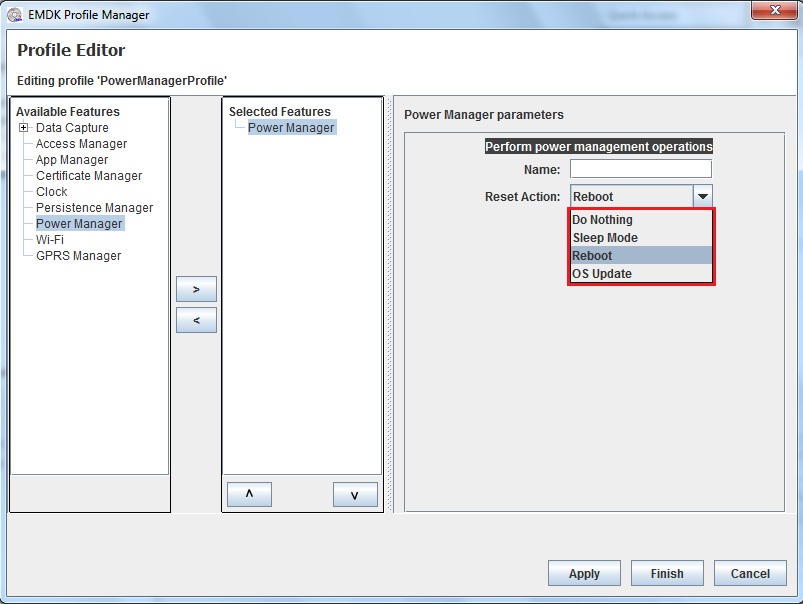 EMDK Profile Manager
Profile Editor
Editing profile 'PowerManagerProfile'
Available Features
Data Capture
Access Manager
App Manager
Certificate Manager
Clock
Persistence Manager
Power Manager
Wi-Fi
GPRS Manager
>
<
Selected Features
Power Manager
^
v
Power Manager parameters
Perform power management operations
Name:
Reset Action: Reboot
Do Nothing
Sleep Mode
Reboot
OS Update
Apply Finish Cancel